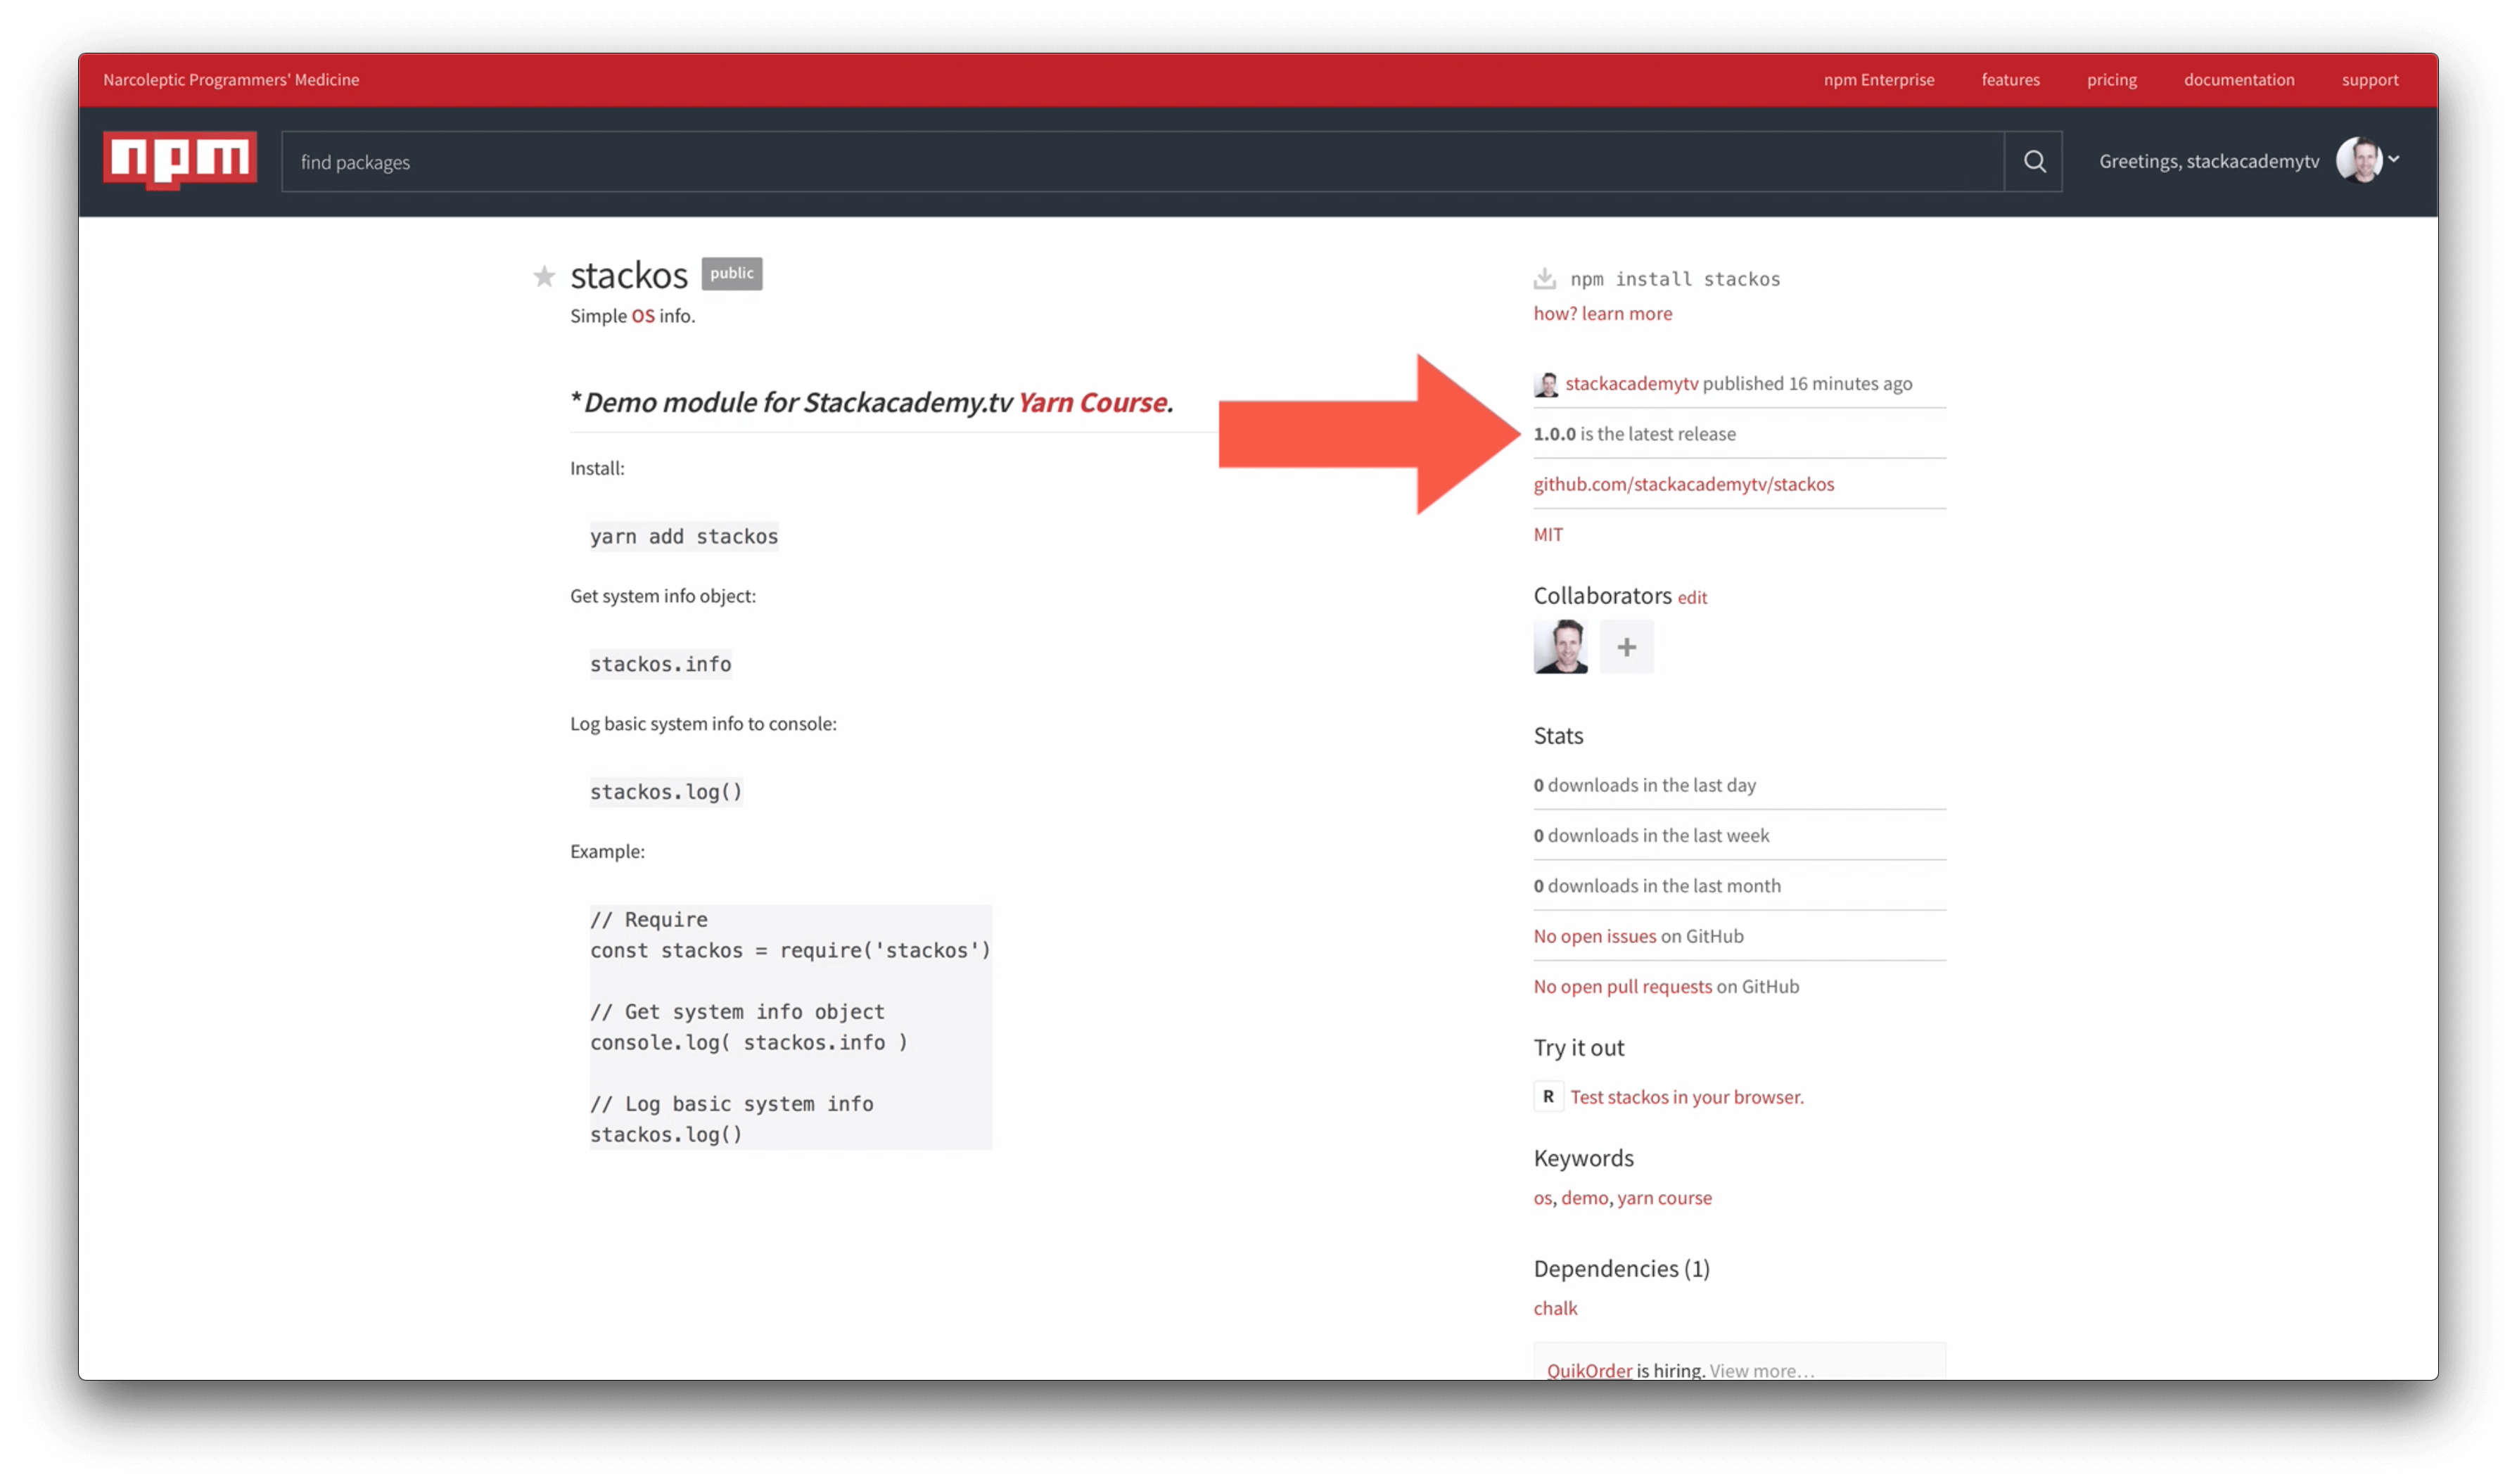 Narcoleptic Programmers' Medicine
npm Enterprise
features
pricing
documentation
support
npm
find packages
Greetings, stackacademytv
stackos public
Simple OS info.
*Demo module for Stackacademy.tv Yarn Course.
Install:
yarn add stackos
Get system info object:
stackos.info
Log basic system info to console:
stackos.log()
Example:
// Require
const stackos = require('stackos')
// Get system info object
console.log( stackos.info )
// Log basic system info
stackos.log()
npm install stackos
how? learn more
stackacademytv published 16 minutes ago
1.0.0 is the latest release
github.com/stackacademytv/stackos
MIT
Collaborators edit
+
Stats
0 downloads in the last day
0 downloads in the last week
0 downloads in the last month
No open issues on GitHub
No open pull requests on GitHub
Try it out
R Test stackos in your browser.
Keywords
os, demo, yarn course
Dependencies (1)
chalk
QuikOrder is hiring. View more…